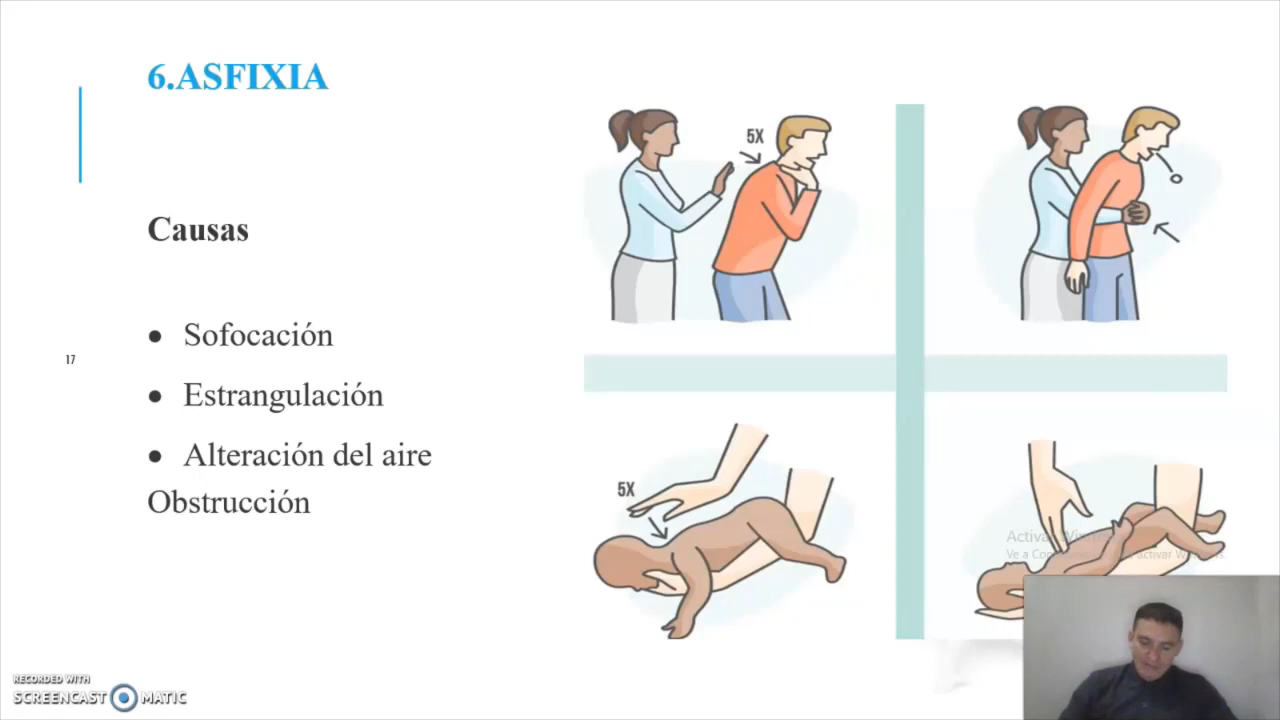 6.ASFIXIA
Causas
• Sofocación
• Estrangulación
• Alteración del aire
Obstrucción
17
5X
5X
RECORDED WITH
SCREENCAST MATIC